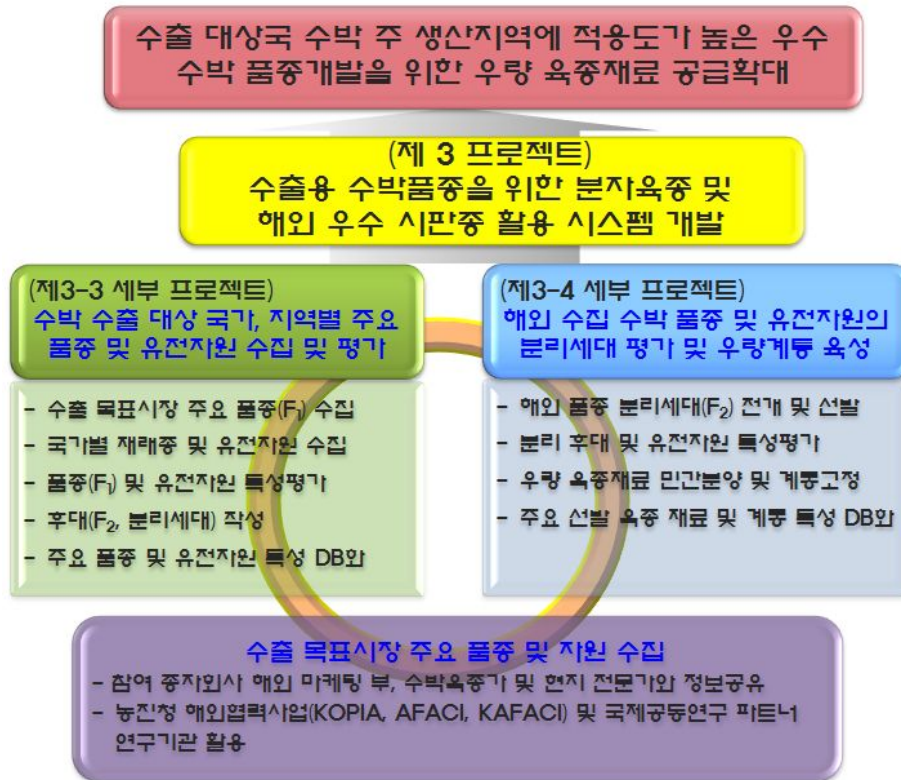 수출 대상국 수박 주 생산지역에 적응도가 높은 우수
수박 품종개발을 위한 우량 육종재료 공급확대
(제 3 프로젝트)
수출용 수박품종을 위한 분자육종 및
해외 우수 시판종 활용 시스템 개발
(제3-3 세부 프로젝트)
수박 수출 대상 국가, 지역별 주요
품종 및 유전자원 수집 및 평가
- 수출 목표시장 주요 품종(F₁) 수집
- 국가별 재래종 및 유전자원 수집
- 품종(F₁) 및 유전자원 특성평가
- 후대(F₂, 분리세대) 작성
- 주요 품종 및 유전자원 특성 DB화
(제3-4 세부 프로젝트)
해외 수집 수박 품종 및 유전자원의
분리세대 평가 및 우량계통 육성
- 해외 품종 분리세대(F₂) 전개 및 선발
- 분리 후대 및 유전자원 특성평가
- 우량 육종재료 민간분양 및 계통고정
- 주요 선발 육종 재료 및 계통 특성 DB화
수출 목표시장 주요 품종 및 자원 수집
- 참여 종자회사 해외 마케팅 부, 수박육종가 및 현지 전문가와 정보공유
- 농진청 해외협력사업(KOPIA, AFACI, KAFACI) 및 국제공동연구 파트너
연구기관 활용